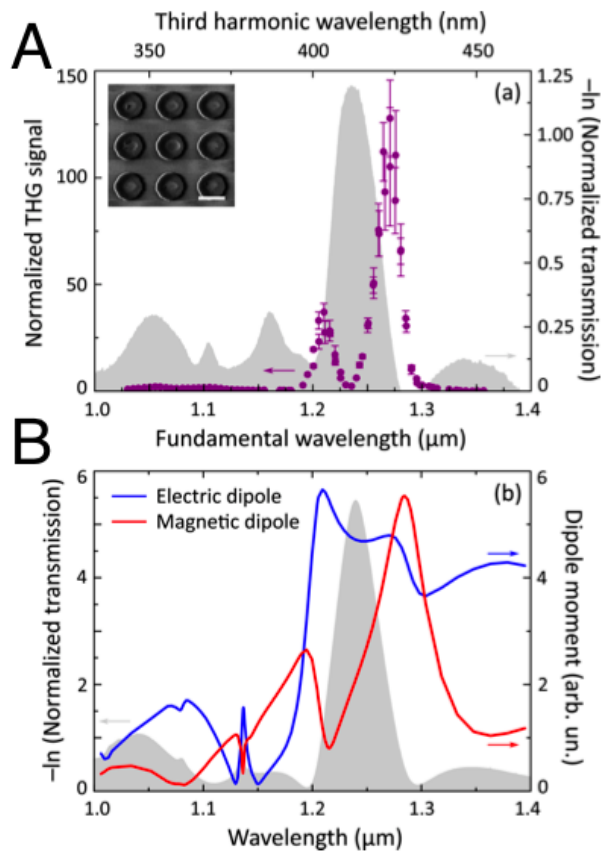 A
Third harmonic wavelength (nm)
350 400 450
150 100 50 0
Normalized THG signal
(a)
1.25 1.00 0.75 0.50 0.25 0
–ln (Normalized transmission)
1.0 1.1 1.2 1.3 1.4
Fundamental wavelength (μm)
B
6 4 2 0
–ln (Normalized transmission)
Electric dipole
Magnetic dipole
(b)
6 4 2 0
Dipole moment (arb. un.)
1.0 1.1 1.2 1.3 1.4
Wavelength (μm)